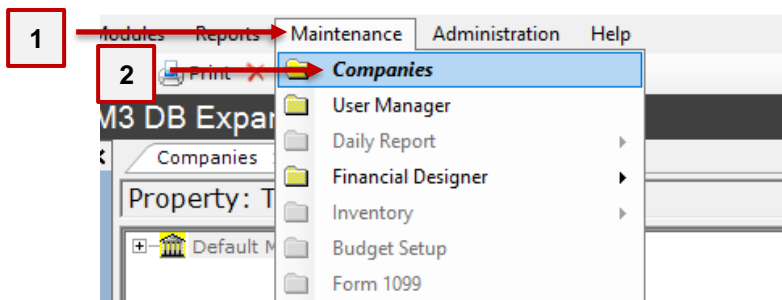 1
Modules Reports Maintenance Administration Help
2
Print
Companies
User Manager
M3 DB Expan
Daily Report
Companies
Financial Designer
Property: T
Inventory
Default M
Budget Setup
Form 1099